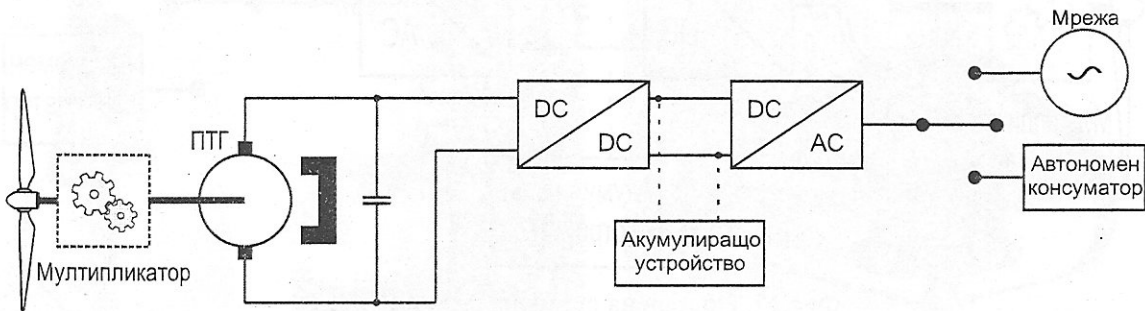 Мрежа
DC
DC
DC
AC
ПТГ
Автономен
консуматор
Акумулиращо
устройство
Мултипликатор